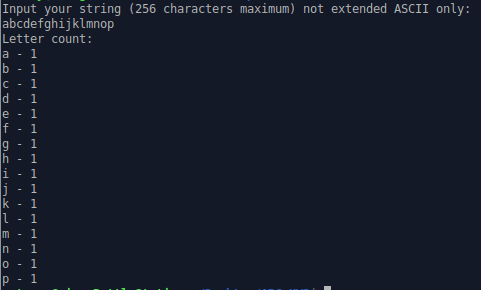 Input your string (256 characters maximum) not extended ASCII only:
abcdefghijklmnop
Letter count:
a - 1
b - 1
c - 1
d - 1
e - 1
f - 1
g - 1
h - 1
i - 1
j - 1
k - 1
l - 1
m - 1
n - 1
o - 1
p - 1